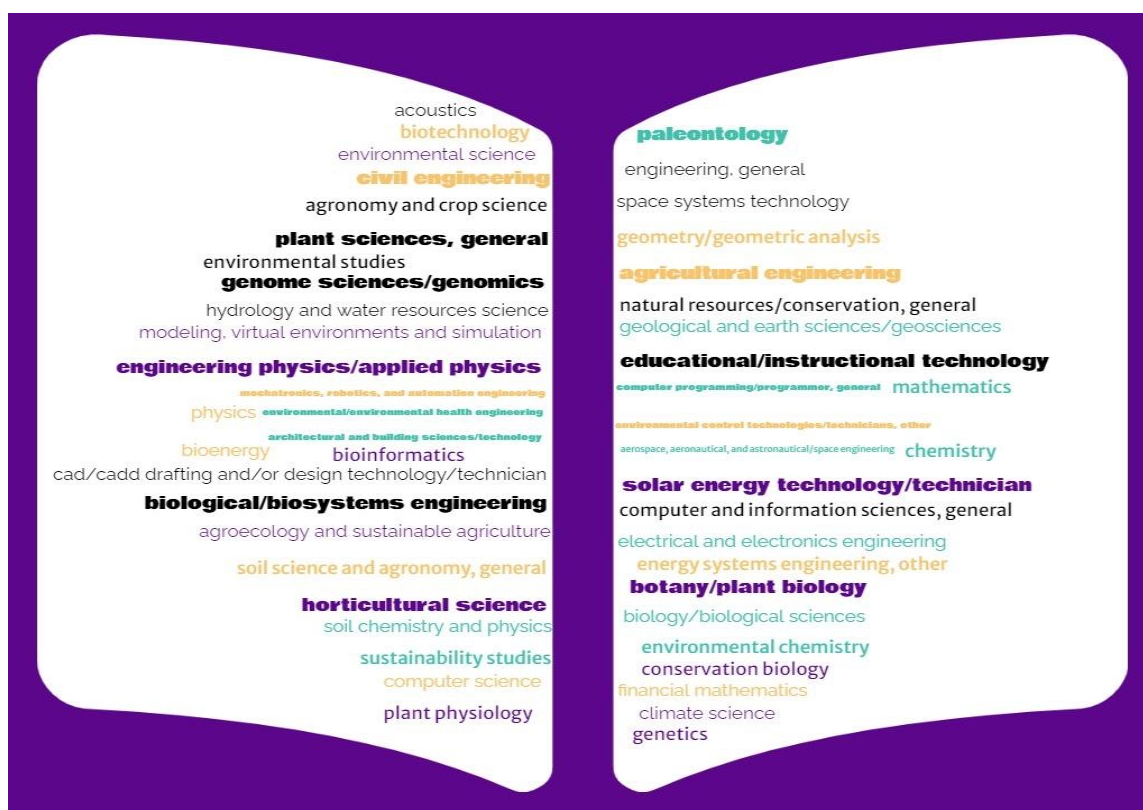 acoustics
biotechnology
environmental science
civil engineering
agronomy and crop science
plant sciences, general
environmental studies
genome sciences/genomics
hydrology and water resources science
modeling, virtual environments and simulation
engineering physics/applied physics
mechatronics, robotics, and automation engineering
physics environmental/environmental health engineering
architectural and building sciences/technology
bioenergy bioinformatics
cad/cadd drafting and/or design technology/technician
biological/biosystems engineering
agroecology and sustainable agriculture
soil science and agronomy, general
horticultural science
soil chemistry and physics
sustainability studies
computer science
plant physiology
paleontology
engineering, general
space systems technology
geometry/geometric analysis
agricultural engineering
natural resources/conservation, general
geological and earth sciences/geosciences
educational/instructional technology
computer programming/programmer, general mathematics
environmental control technologies/technicians, other
aerospace, aeronautical, and astronautical/space engineering chemistry
solar energy technology/technician
computer and information sciences, general
electrical and electronics engineering
energy systems engineering, other
botany/plant biology
biology/biological sciences
environmental chemistry
conservation biology
financial mathematics
climate science
genetics